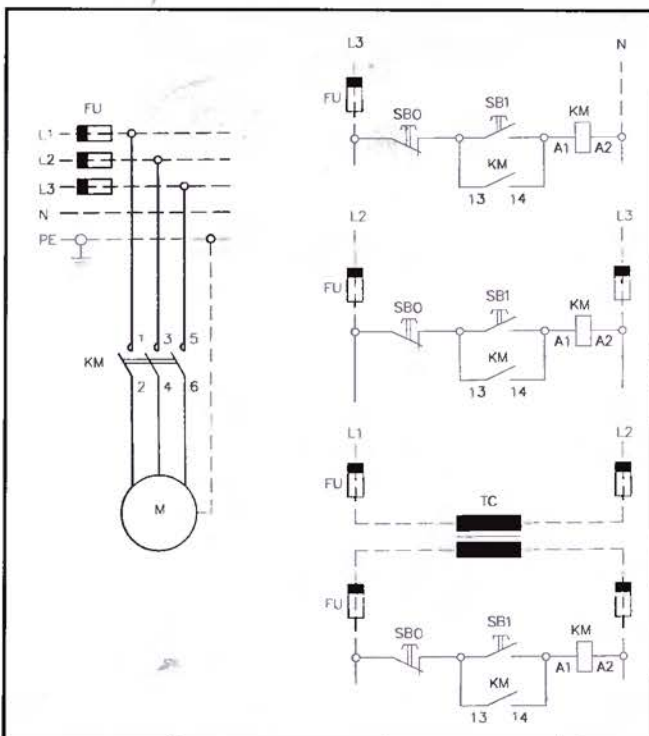 FU
L1
L2
L3
N
PE
1 3 5
KM
2 4 6
M
L3 N
FU
SB0 SB1 KM
A1 A2
KM
13 14
L2 L3
FU
SB0 SB1 KM
A1 A2
KM
13 14
L1 L2
FU
TC
FU
SB0 SB1 KM
A1 A2
KM
13 14